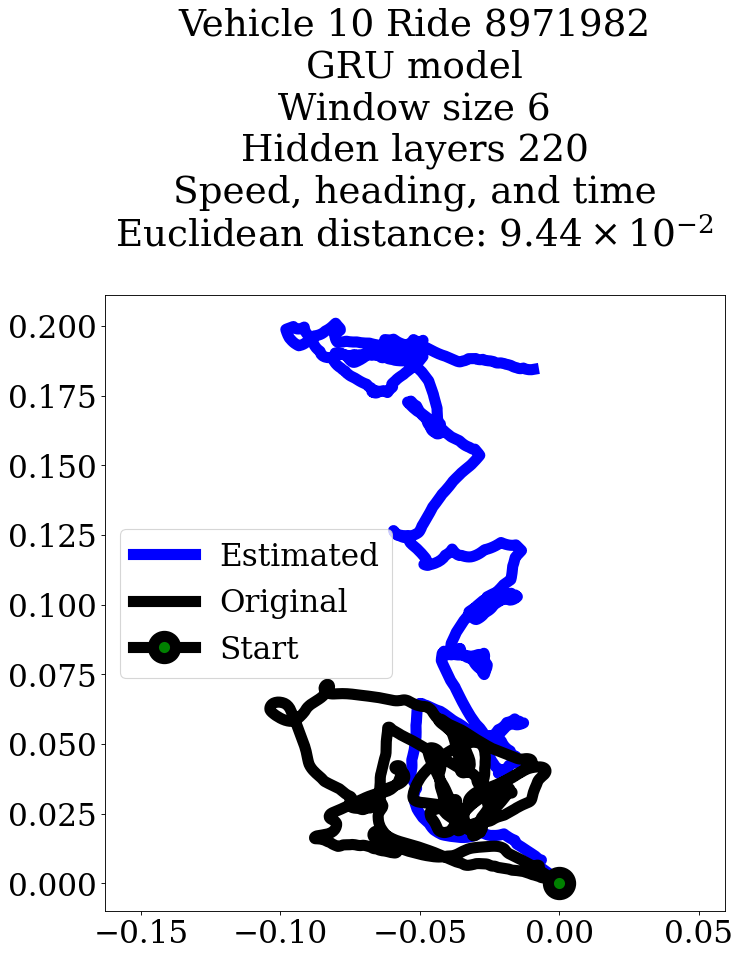 Vehicle 10 Ride 8971982
GRU model
Window size 6
Hidden layers 220
Speed, heading, and time
Euclidean distance: 9.44 × 10⁻²
0.200
0.175
0.150
0.125
0.100
0.075
0.050
0.025
0.000
Estimated
Original
Start
−0.15 −0.10 −0.05 0.00 0.05